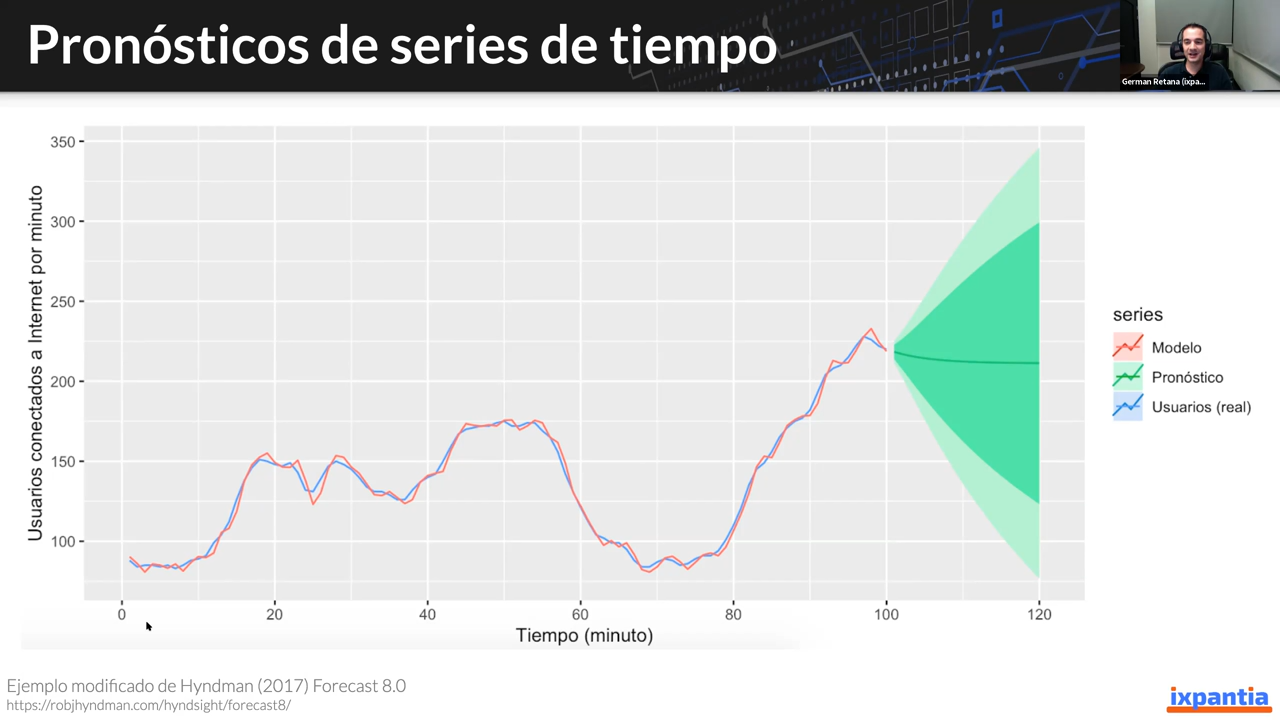 Pronósticos de series de tiempo
German Retana (ixpa...
Usuarios conectados a Internet por minuto
350
300
250
200
150
100
0
20
40
60
80
100
120
Tiempo (minuto)
series
Modelo
Pronóstico
Usuarios (real)
Ejemplo modificado de Hyndman (2017) Forecast 8.0
https://robjhyndman.com/hyndsight/forecast8/
ixpantia